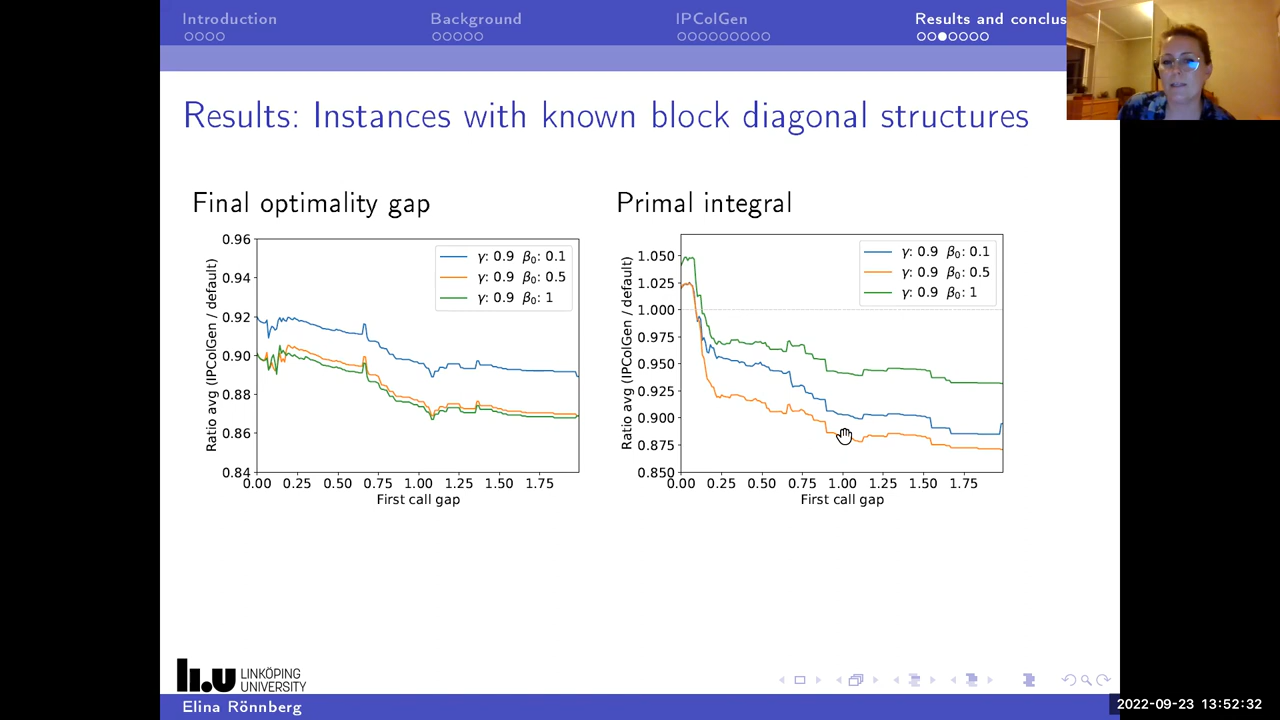 Introduction
Background
IPColGen
Results and conclus
Results: Instances with known block diagonal structures
Final optimality gap
Primal integral
Ratio avg (IPColGen / default)
0.96
0.94
0.92
0.90
0.88
0.86
0.84
γ: 0.9 β₀: 0.1
γ: 0.9 β₀: 0.5
γ: 0.9 β₀: 1
0.00 0.25 0.50 0.75 1.00 1.25 1.50 1.75
First call gap
Ratio avg (IPColGen / default)
1.050
1.025
1.000
0.975
0.950
0.925
0.900
0.875
0.850
γ: 0.9 β₀: 0.1
γ: 0.9 β₀: 0.5
γ: 0.9 β₀: 1
0.00 0.25 0.50 0.75 1.00 1.25 1.50 1.75
First call gap
LINKÖPING
UNIVERSITY
Elina Rönnberg
2022-09-23 13:52:32